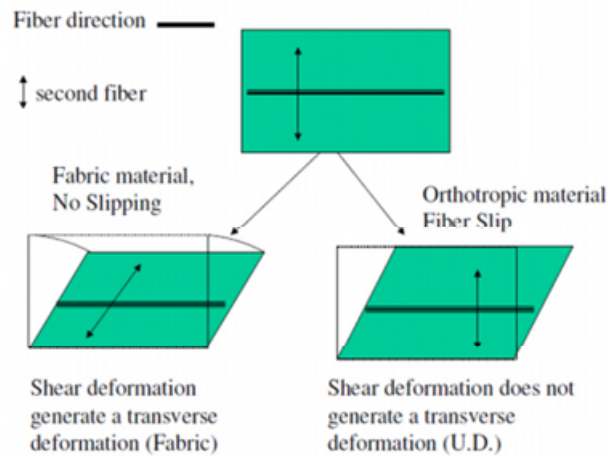 Fiber direction
second fiber
Fabric material,
No Slipping
Orthotropic material
Fiber Slip
Shear deformation
generate a transverse
deformation (Fabric)
Shear deformation does not
generate a transverse
deformation (U.D.)